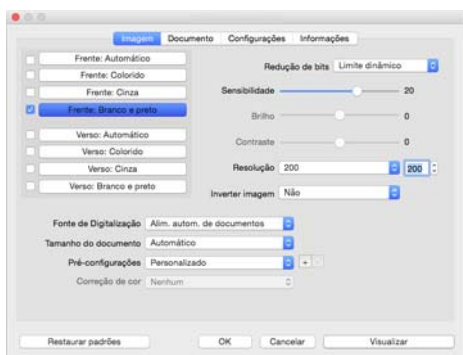 Imagem Documento Configurações Informações
Frente: Automático
Frente: Colorido
Frente: Cinza
Frente: Branco e preto
Verso: Automático
Verso: Colorido
Verso: Cinza
Verso: Branco e preto
Redução de bits Limite dinâmico
Sensibilidade 20
Brilho 0
Contraste 0
Resolução 200 200
Inverter imagem Não
Fonte de Digitalização Alim. autom. de documentos
Tamanho do documento Automático
Pré-configurações Personalizado + -
Correção de cor Nenhum
Restaurar padrões OK Cancelar Visualizar